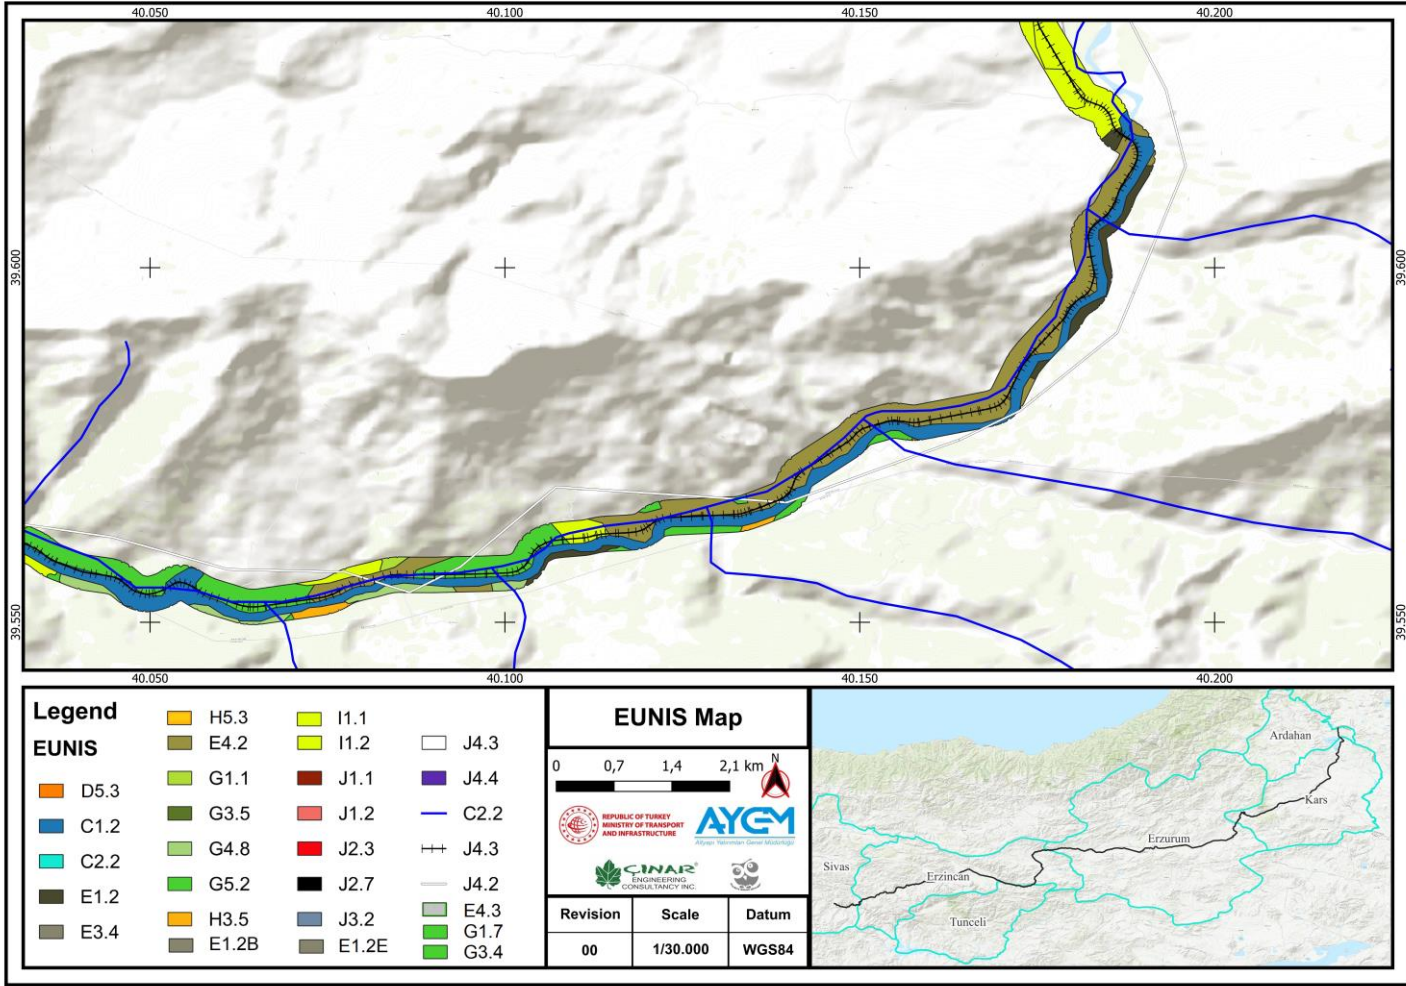 40.050 40.100 40.150 40.200
39.600 39.600
39.550 39.550
40.050 40.100 40.150 40.200
Legend
EUNIS
D5.3
C1.2
C2.2
E1.2
E3.4
H5.3
E4.2
G1.1
G3.5
G4.8
G5.2
H3.5
E1.2B
I1.1
I1.2
J1.1
J1.2
J2.3
J2.7
J3.2
E1.2E
J4.3
J4.4
C2.2
J4.3
J4.2
E4.3
G1.7
G3.4
EUNIS Map
0 0,7 1,4 2,1 km
N
REPUBLIC OF TURKEY
MINISTRY OF TRANSPORT
AND INFRASTRUCTURE
AYGM
Altyapı Yatırımları Genel Müdürlüğü
ÇINAR
ENGINEERING
CONSULTANCY INC.
Revision Scale Datum
00 1/30.000 WGS84
Ardahan
Kars
Erzurum
Sivas
Erzincan
Tunceli